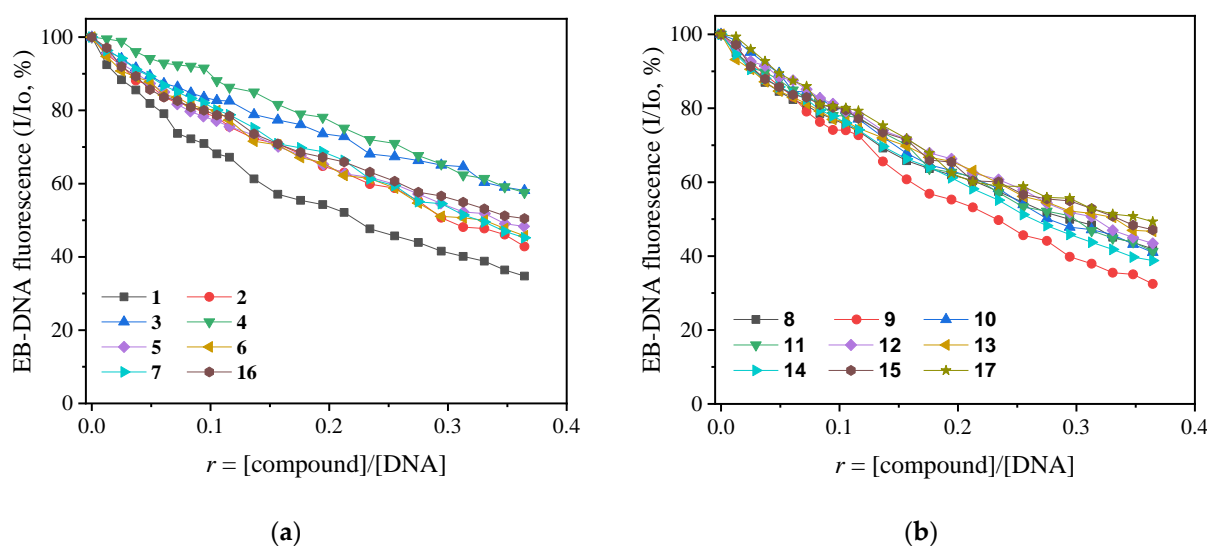 EB-DNA fluorescence (I/Io, %)
100
80
60
40
20
0
1 2
3 4
5 6
7 16
0.0 0.1 0.2 0.3 0.4
r = [compound]/[DNA]
(a)
EB-DNA fluorescence (I/Io, %)
100
80
60
40
20
0
8 9 10
11 12 13
14 15 17
0.0 0.1 0.2 0.3 0.4
r = [compound]/[DNA]
(b)